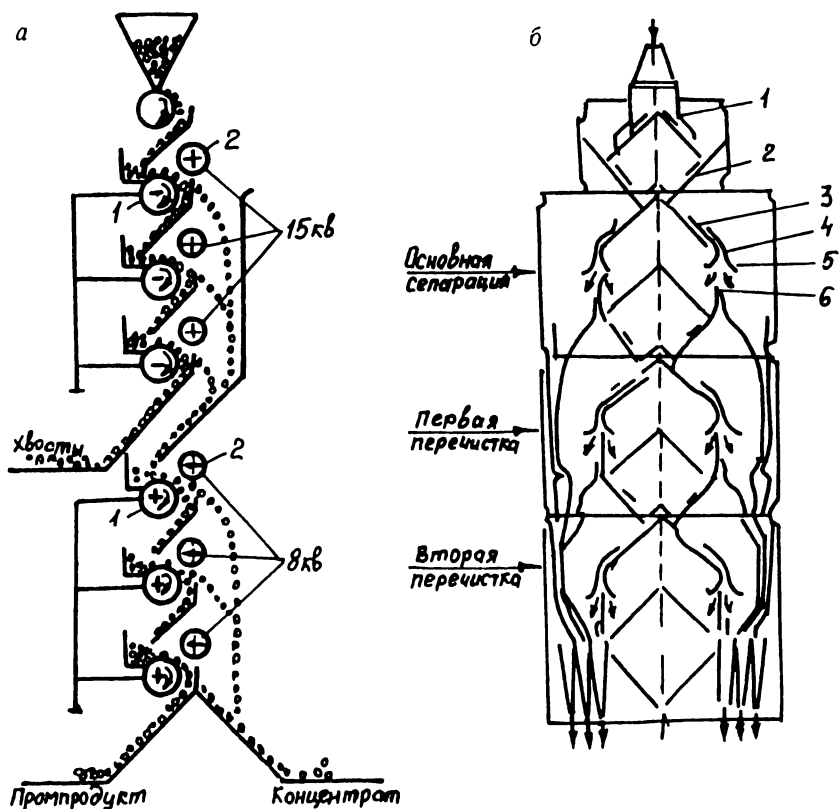 а
2
1
15кв
Хвосты
2
1
8кв
Промпродукт
Концентрат
б
1
2
3
4
5
6
Основная
сепарация
Первая
перечистка
Вторая
перечистка